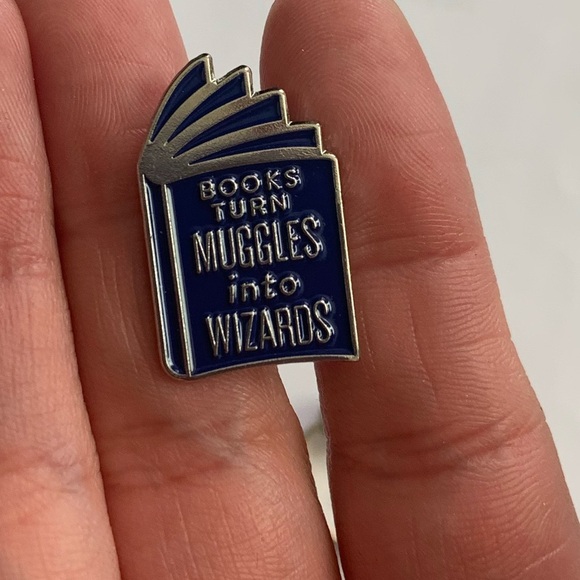 BOOKS
TURN
MUGGLES
into
WIZARDS